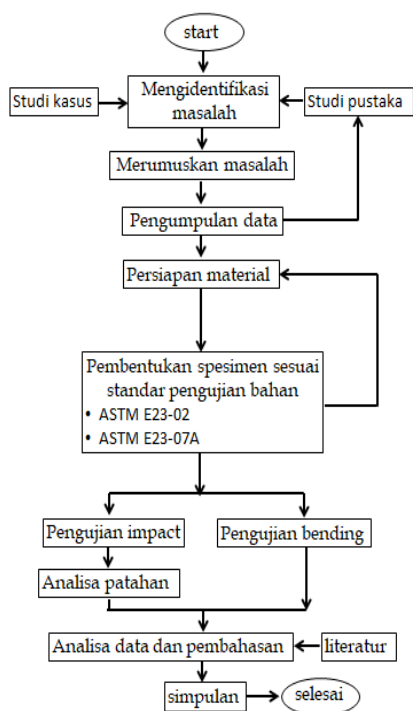 start
Studi kasus
Mengidentifikasi
masalah
Studi pustaka
Merumuskan masalah
Pengumpulan data
Persiapan material
Pembentukan spesimen sesuai
standar pengujian bahan
• ASTM E23-02
• ASTM E23-07A
Pengujian impact
Pengujian bending
Analisa patahan
Analisa data dan pembahasan
literatur
simpulan
selesai